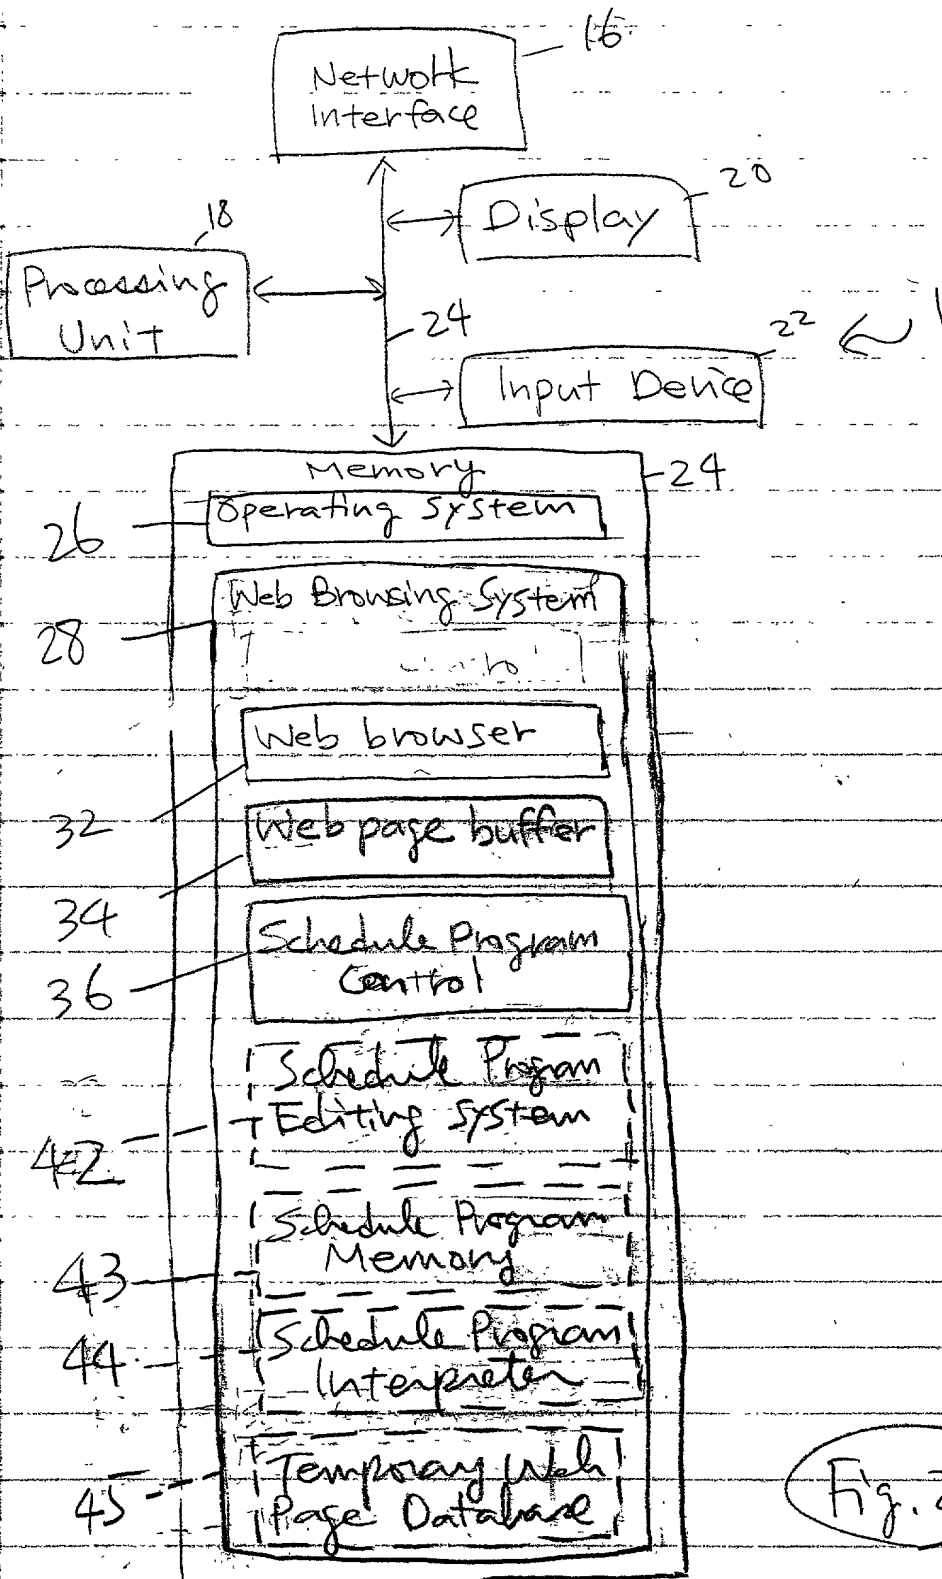 16
Network
Interface
20
Display
18
Processing
Unit
24
22
Input Device
Memory
24
Operating System
26
Web Browsing System
28
Web browser
32
Web page buffer
34
Schedule Program
Control
36
Schedule Program
Editing System
42
Schedule Program
Memory
43
Schedule Program
Interpreter
44
Temporay Web
Page Database
45
Fig.